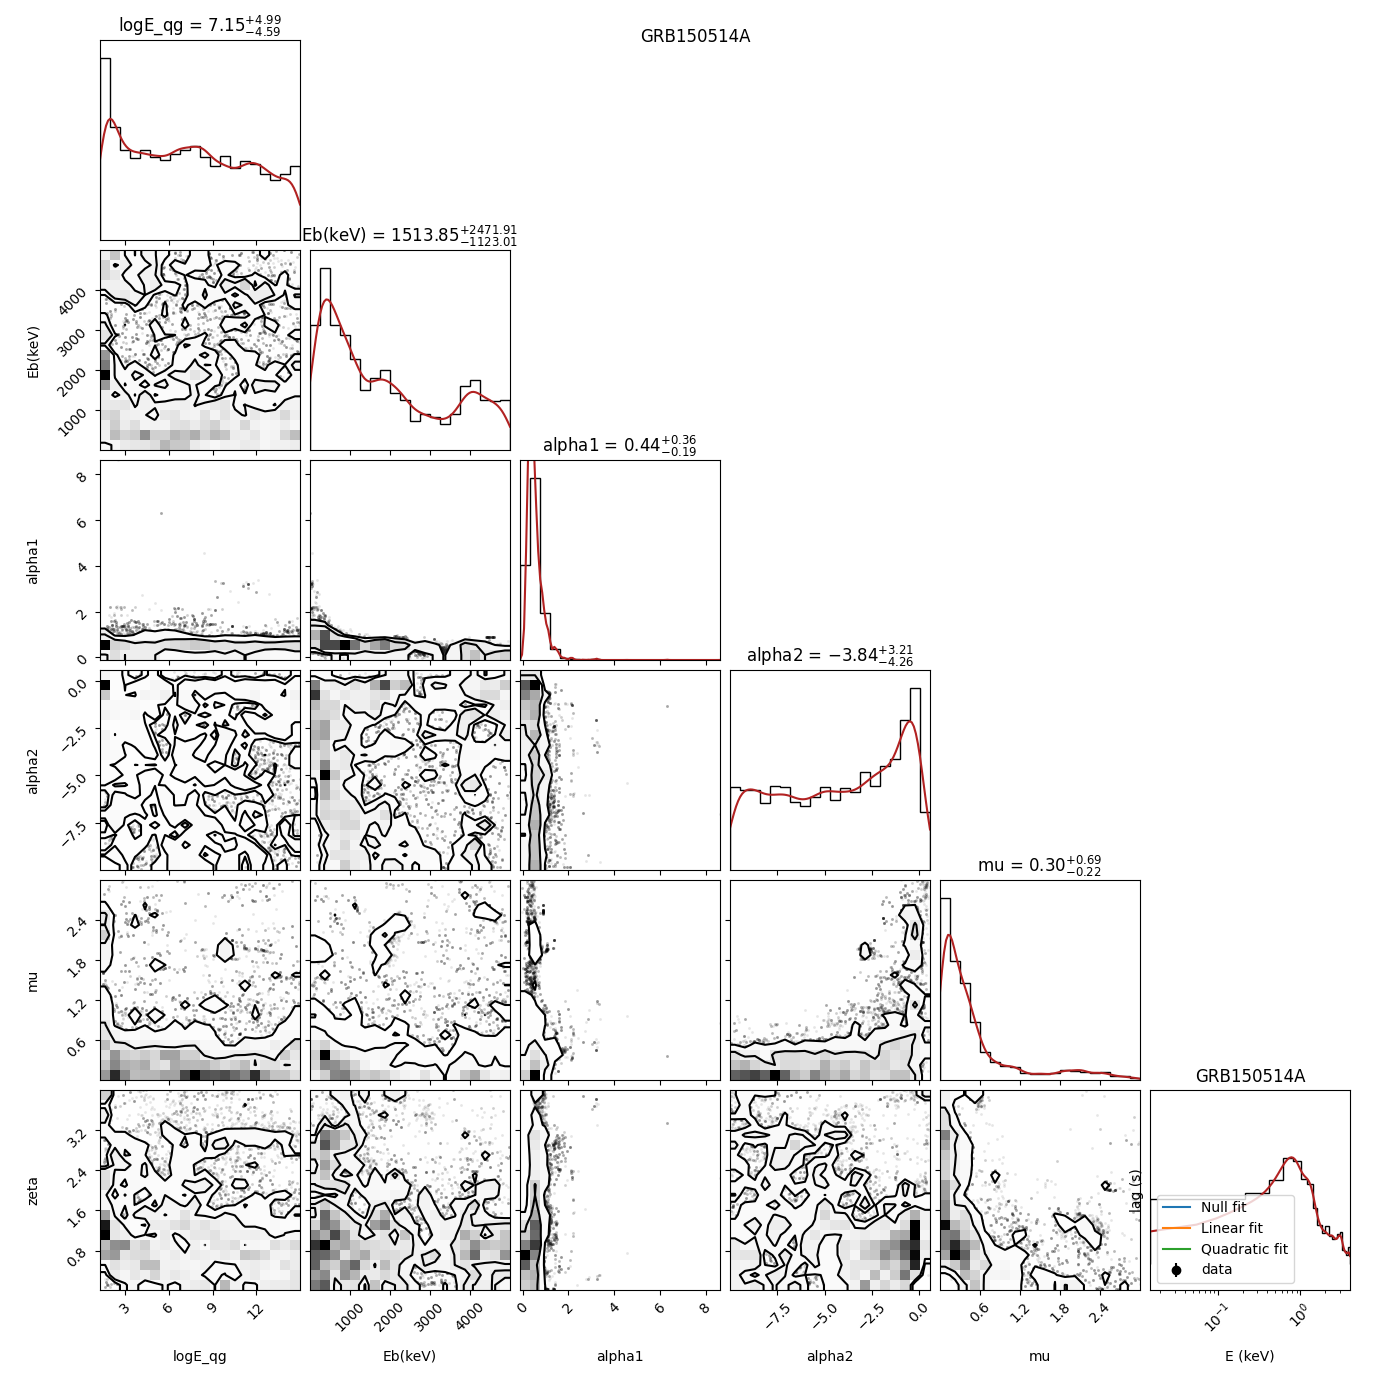 GRB150514A
logE_qg = 7.15+4.99−4.59
Eb(keV) = 1513.85+2471.91−1123.01
Eb(keV)
4000
3000
2000
1000
alpha1 = 0.44+0.36−0.19
alpha1
8
6
4
2
0
alpha2 = −3.84+3.21−4.26
alpha2
0.0
−2.5
−5.0
−7.5
mu = 0.30+0.69−0.22
mu
2.4
1.8
1.2
0.6
GRB150514A
zeta
3.2
2.4
1.6
0.8
lag (s)
Null fit
Linear fit
Quadratic fit
data
3 6 9 12
1000 2000 3000 4000
0 2 4 6 8
−7.5 −5.0 −2.5 0.0
0.6 1.2 1.8 2.4
10−1 100
logE_qg Eb(keV) alpha1 alpha2 mu E (keV)